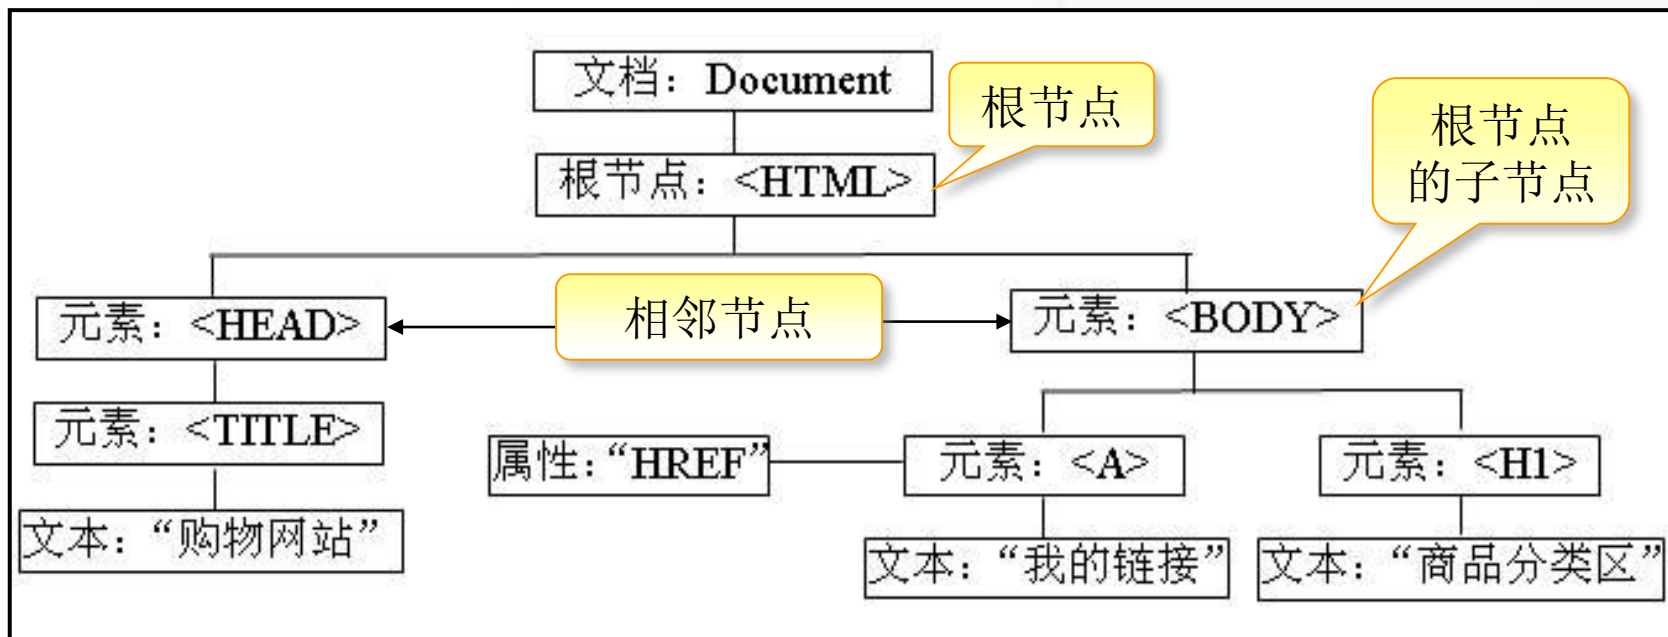 文档：Document
根节点
根节点：<HTML>
根节点
的子节点
元素：<HEAD>
相邻节点
元素：<BODY>
元素：<TITLE>
属性：“HREF”
元素：<A>
元素：<H1>
文本：“购物网站”
文本：“我的链接”
文本：“商品分类区”